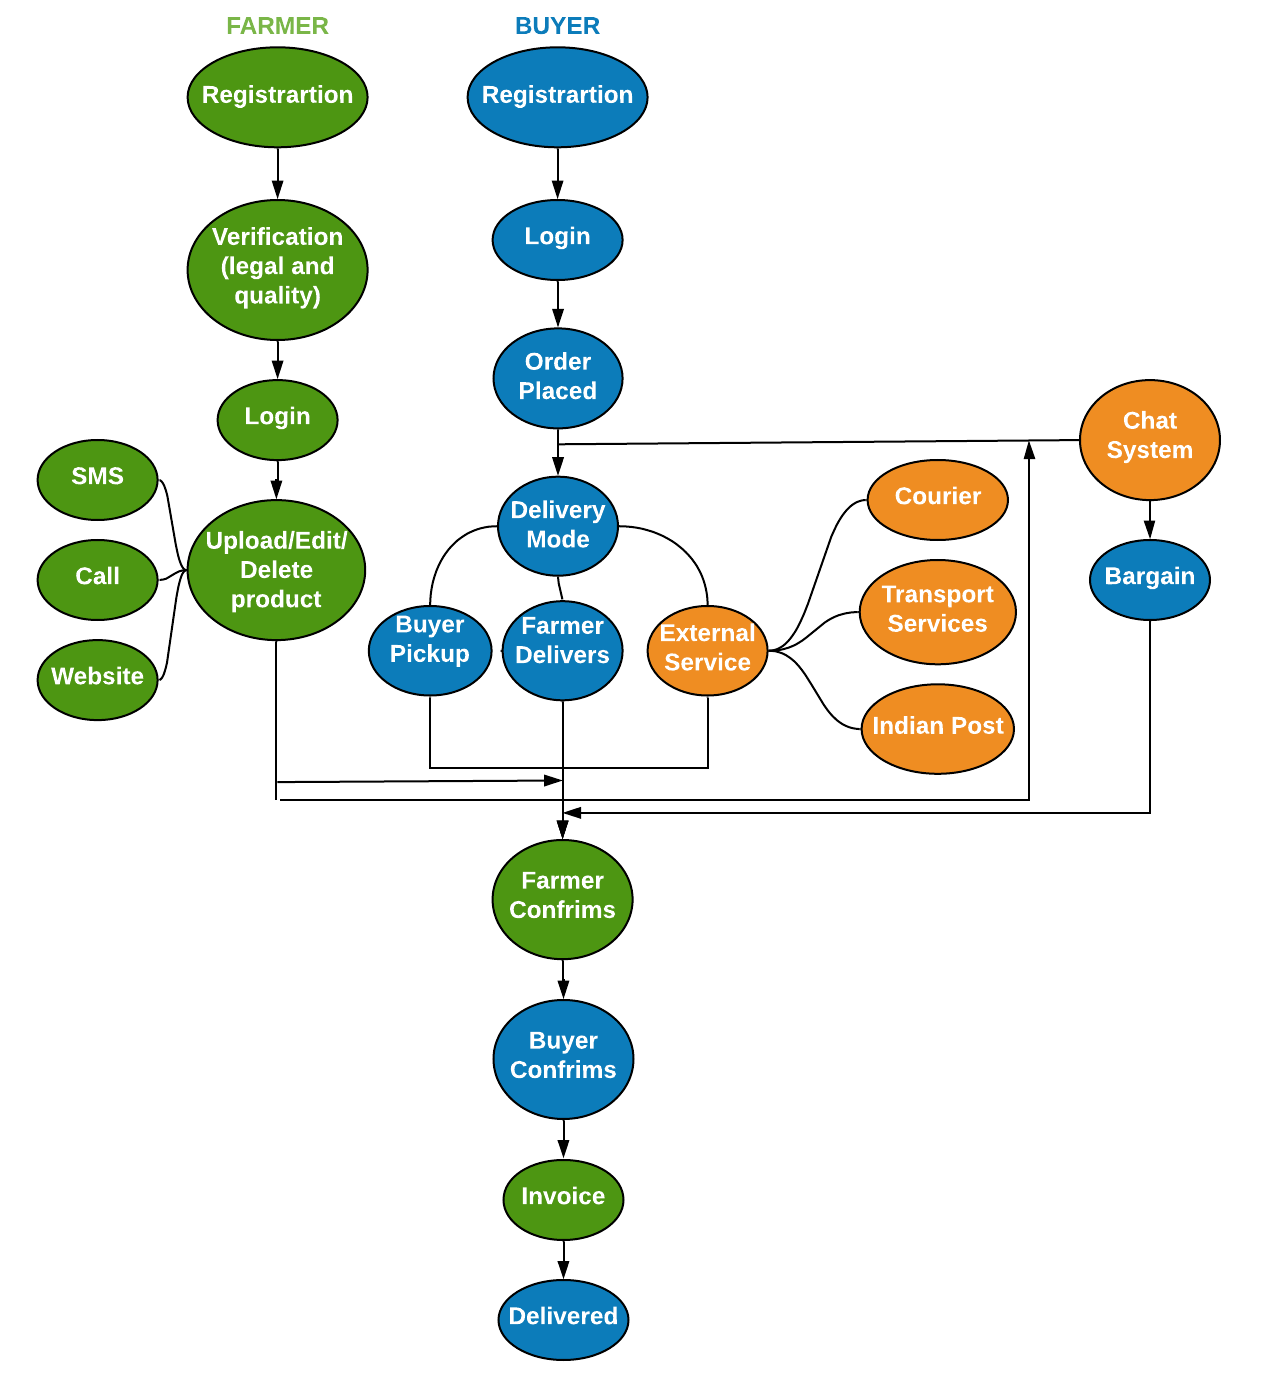 FARMER
BUYER
Registrartion
Registrartion
Verification
(legal and
quality)
Login
Order
Placed
Login
Chat
System
SMS
Call
Website
Upload/Edit/
Delete
product
Delivery
Mode
Courier
Transport
Services
Indian Post
Bargain
Buyer
Pickup
Farmer
Delivers
External
Service
Farmer
Confrims
Buyer
Confrims
Invoice
Delivered